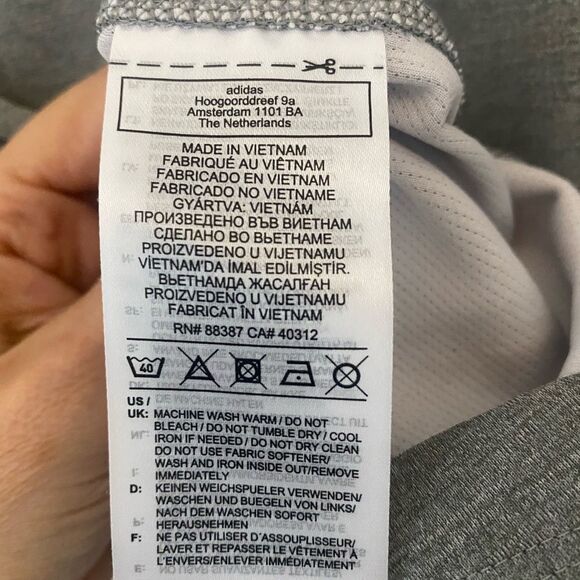 adidas
Hoogoorddreef 9a
Amsterdam 1101 BA
The Netherlands
MADE IN VIETNAM
FABRIQUÉ AU VIÊTNAM
FABRICADO EN VIETNAM
FABRICADO NO VIETNAME
GYÁRTVA: VIETNÁM
ПРОИЗВЕДЕНО ВЪВ ВИЕТНАМ
СДЕЛАНО ВО ВЬЕТНАМЕ
PROIZVEDENO U VIJETNAMU
VİETNAM'DA İMAL EDİLMİŞTİR.
ВЬЕТНАМДА ЖАСАЛҒАН
PROIZVEDENO U VIJETNAMU
FABRICAT ÎN VIETNAM
RN# 88387 CA# 40312
40
US /
UK: MACHINE WASH WARM / DO NOT
BLEACH / DO NOT TUMBLE DRY / COOL
IRON IF NEEDED / DO NOT DRY CLEAN
DO NOT USE FABRIC SOFTENER/
WASH AND IRON INSIDE OUT/REMOVE
IMMEDIATELY
D: KEINEN WEICHSPUELER VERWENDEN/
WASCHEN UND BUEGELN VON LINKS/
NACH DEM WASCHEN SOFORT
HERAUSNEHMEN
F: NE PAS UTILISER D'ASSOUPLISSEUR/
LAVER ET REPASSER LE VÊTEMENT À
L'ENVERS/ENLEVER IMMÉDIATEMENT
E: NO USAR SUAVIZANTES TEXTILES